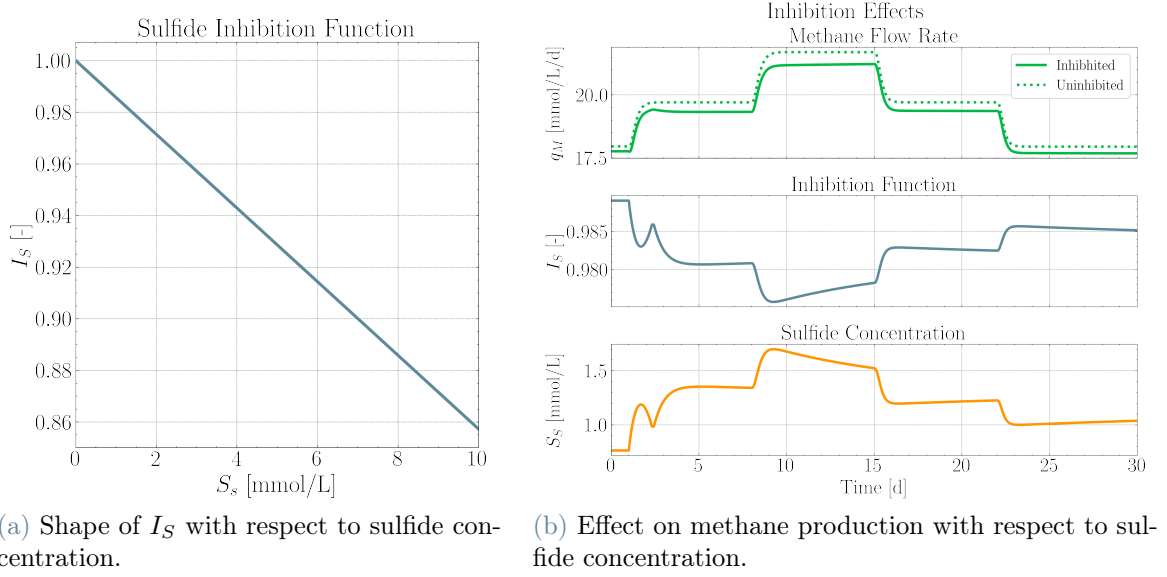 Sulfide Inhibition Function
1.00
0.98
0.96
0.94
0.92
0.90
0.88
0.86
I_S [-]
0 2 4 6 8 10
S_s [mmol/L]
Inhibition Effects
Methane Flow Rate
q_M [mmol/L/d]
20.0
17.5
Inhibhited
Uninhibited
Inhibition Function
I_S [-]
0.985
0.980
Sulfide Concentration
S_S [mmol/L]
1.5
1.0
0 5 10 15 20 25 30
Time [d]
(a) Shape of I_S with respect to sulfide con-
centration.
(b) Effect on methane production with respect to sul-
fide concentration.